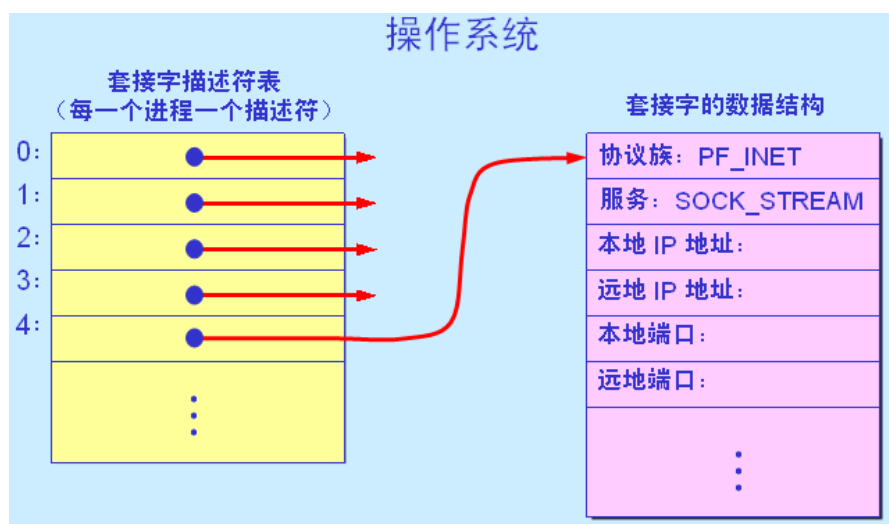 操作系统
套接字描述符表
（每一个进程一个描述符）
0:
1:
2:
3:
4:
套接字的数据结构
协议族：PF_INET
服务：SOCK_STREAM
本地 IP 地址：
远地 IP 地址：
本地端口：
远地端口：